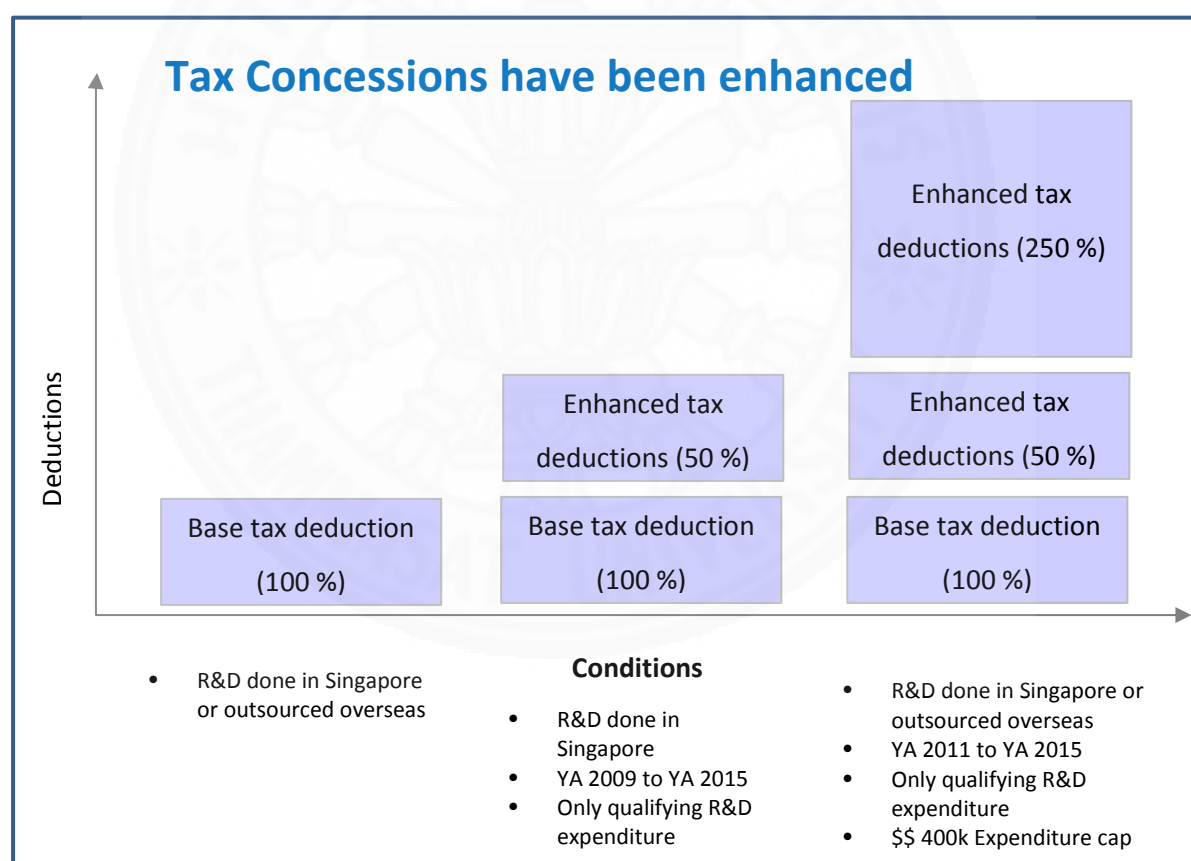 Tax Concessions have been enhanced
Deductions
Enhanced tax
deductions (250 %)
Enhanced tax
deductions (50 %)
Enhanced tax
deductions (50 %)
Base tax deduction
(100 %)
Base tax deduction
(100 %)
Base tax deduction
(100 %)
Conditions
• R&D done in Singapore
or outsourced overseas
• R&D done in
Singapore
• YA 2009 to YA 2015
• Only qualifying R&D
expenditure
• R&D done in Singapore or
outsourced overseas
• YA 2011 to YA 2015
• Only qualifying R&D
expenditure
• $$ 400k Expenditure cap